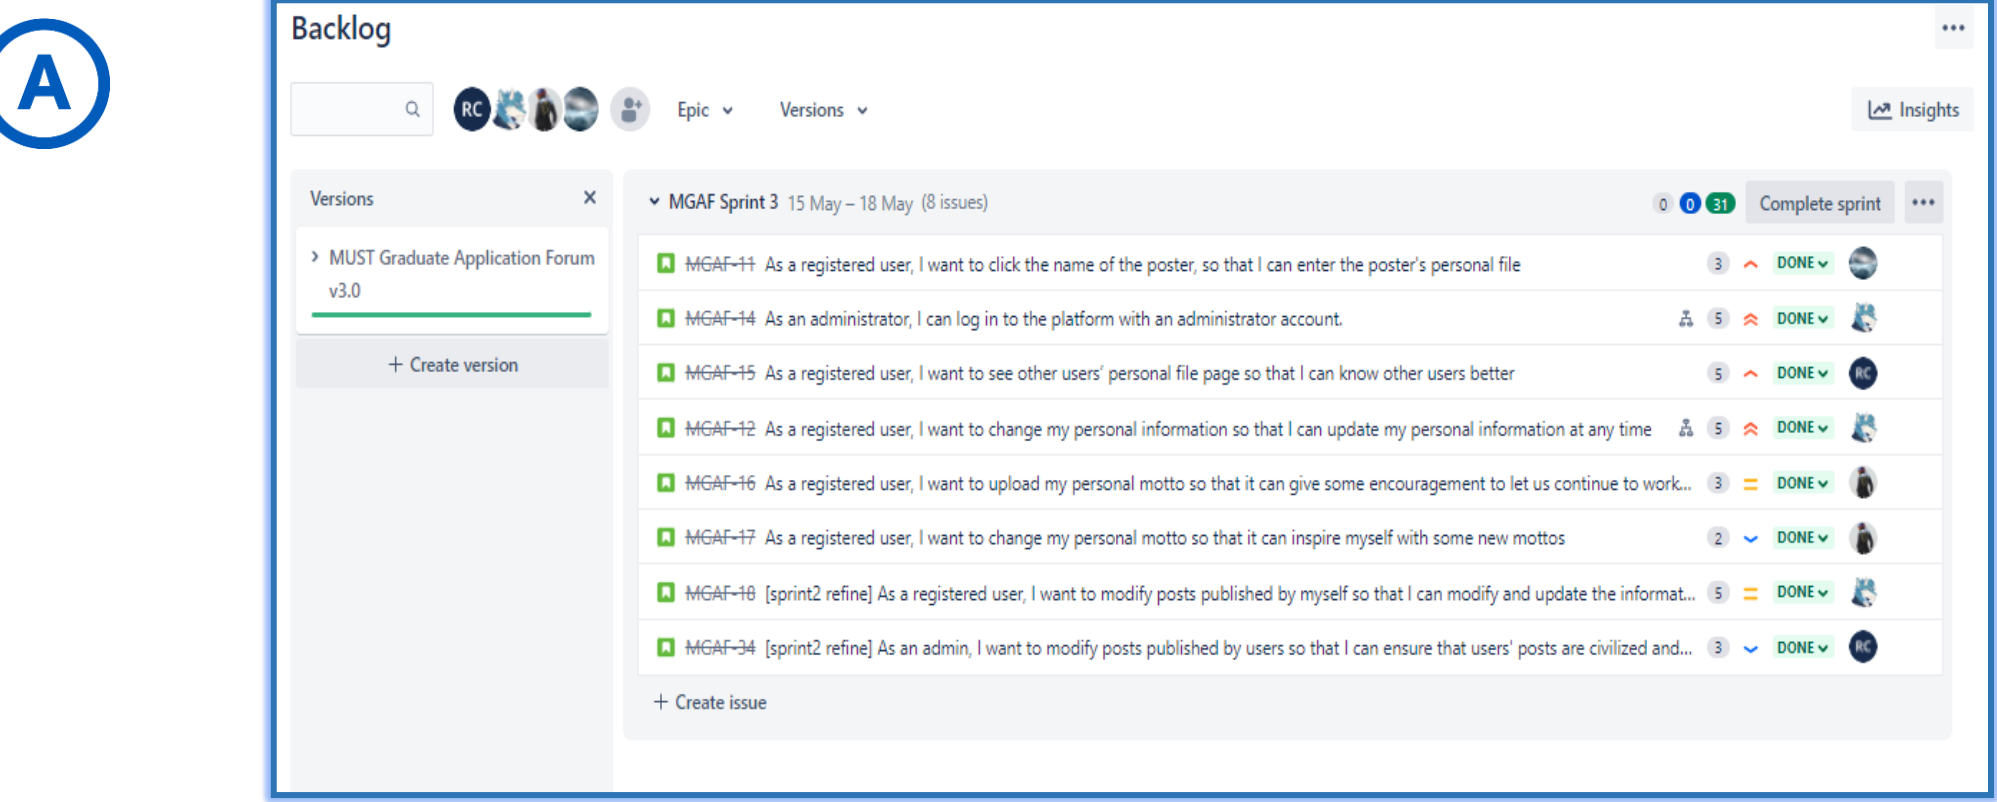 A
Backlog
RC
Epic
Versions
Insights
Versions
MUST Graduate Application Forum
v3.0
+ Create version
MGAF Sprint 3 15 May – 18 May (8 issues)
0 0 31 Complete sprint
MGAF-11 As a registered user, I want to click the name of the poster, so that I can enter the poster's personal file 3 DONE
MGAF-14 As an administrator, I can log in to the platform with an administrator account. 5 DONE
MGAF-15 As a registered user, I want to see other users' personal file page so that I can know other users better 5 DONE RC
MGAF-12 As a registered user, I want to change my personal information so that I can update my personal information at any time 5 DONE
MGAF-16 As a registered user, I want to upload my personal motto so that it can give some encouragement to let us continue to work... 3 DONE
MGAF-17 As a registered user, I want to change my personal motto so that it can inspire myself with some new mottos 2 DONE
MGAF-18 [sprint2 refine] As a registered user, I want to modify posts published by myself so that I can modify and update the informat... 5 DONE
MGAF-34 [sprint2 refine] As an admin, I want to modify posts published by users so that I can ensure that users' posts are civilized and... 3 DONE RC
+ Create issue